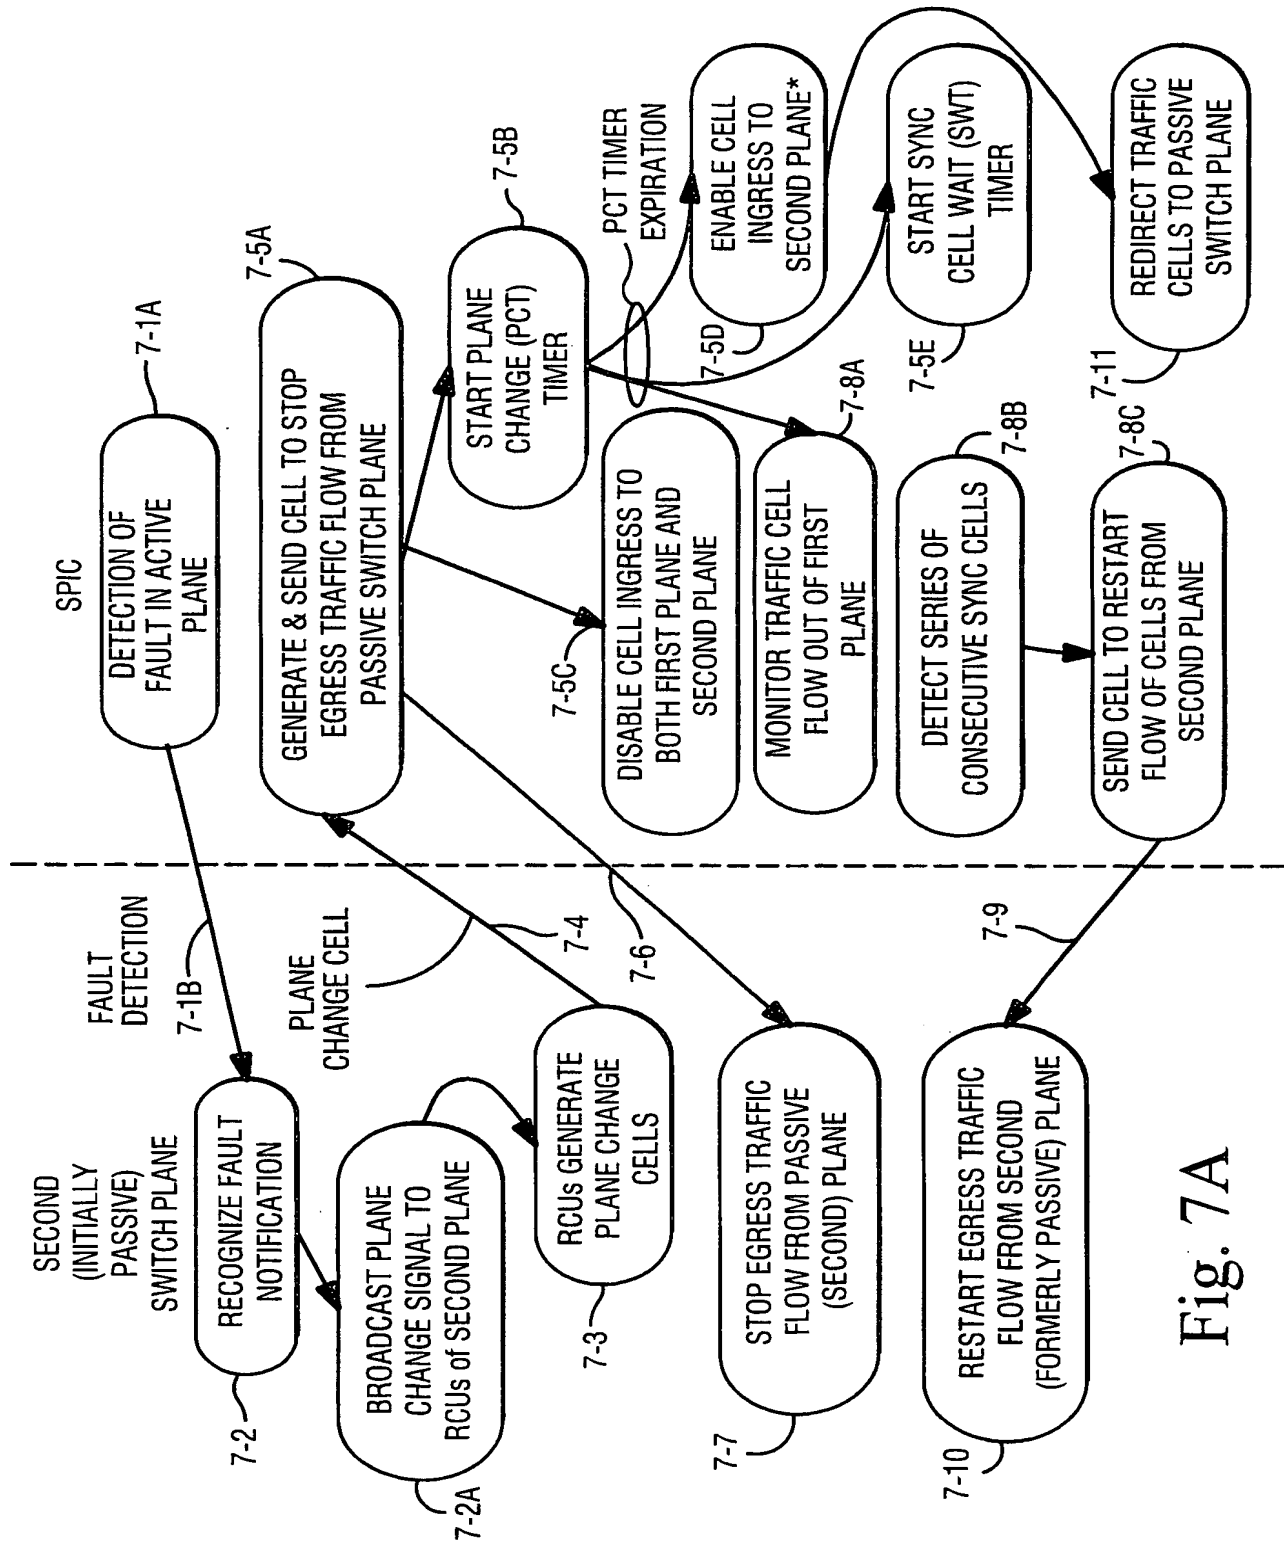 SPIC
SECOND
(INITIALLY
PASSIVE)
SWITCH PLANE
FAULT
DETECTION
7-1A
DETECTION OF
FAULT IN ACTIVE
PLANE
7-1B
7-2
RECOGNIZE FAULT
NOTIFICATION
7-2A
BROADCAST PLANE
CHANGE SIGNAL TO
RCUs of SECOND PLANE
7-3
RCUs GENERATE
PLANE CHANGE
CELLS
PLANE
CHANGE CELL
7-4
7-5A
GENERATE & SEND CELL TO STOP
EGRESS TRAFFIC FLOW FROM
PASSIVE SWITCH PLANE
7-5B
START PLANE
CHANGE (PCT)
TIMER
7-5C
DISABLE CELL INGRESS TO
BOTH FIRST PLANE AND
SECOND PLANE
PCT TIMER
EXPIRATION
7-5D
ENABLE CELL
INGRESS TO
SECOND PLANE*
7-5E
START SYNC
CELL WAIT (SWT)
TIMER
7-6
7-7
STOP EGRESS TRAFFIC
FLOW FROM PASSIVE
(SECOND) PLANE
7-8A
MONITOR TRAFFIC CELL
FLOW OUT OF FIRST
PLANE
7-8B
DETECT SERIES OF
CONSECUTIVE SYNC CELLS
7-8C
SEND CELL TO RESTART
FLOW OF CELLS FROM
SECOND PLANE
7-9
7-10
RESTART EGRESS TRAFFIC
FLOW FROM SECOND
(FORMERLY PASSIVE) PLANE
7-11
REDIRECT TRAFFIC
CELLS TO PASSIVE
SWITCH PLANE
Fig. 7A